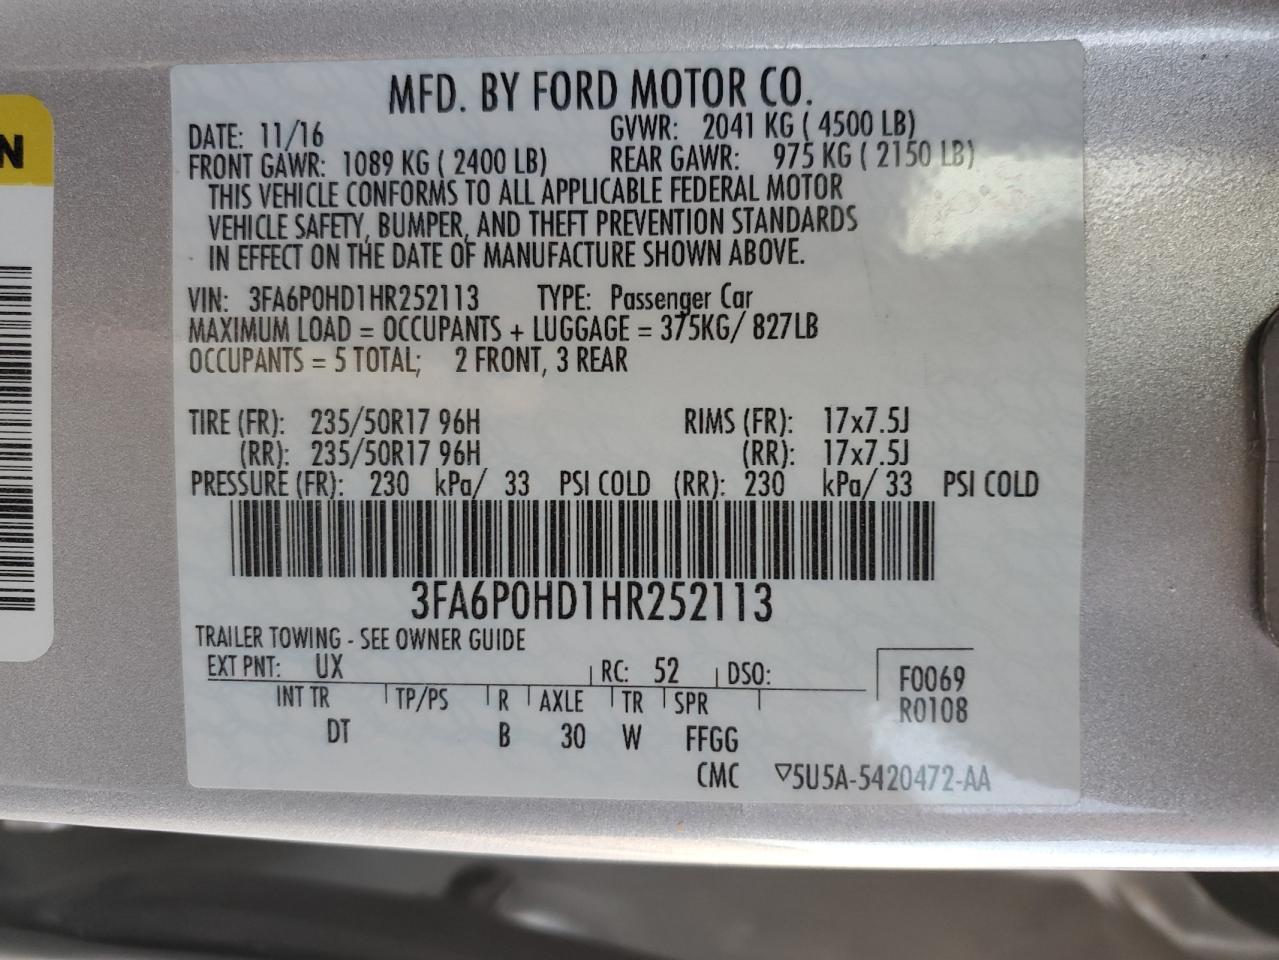 N
MFD. BY FORD MOTOR CO.
DATE: 11/16 GVWR: 2041 KG ( 4500 LB)
FRONT GAWR: 1089 KG ( 2400 LB) REAR GAWR: 975 KG ( 2150 LB)
THIS VEHICLE CONFORMS TO ALL APPLICABLE FEDERAL MOTOR
VEHICLE SAFETY, BUMPER, AND THEFT PREVENTION STANDARDS
IN EFFECT ON THE DATE OF MANUFACTURE SHOWN ABOVE.
VIN: 3FA6P0HD1HR252113 TYPE: Passenger Car
MAXIMUM LOAD = OCCUPANTS + LUGGAGE = 375KG/ 827LB
OCCUPANTS = 5 TOTAL; 2 FRONT, 3 REAR
TIRE (FR): 235/50R17 96H RIMS (FR): 17x7.5J
(RR): 235/50R17 96H (RR): 17x7.5J
PRESSURE (FR): 230 kPa/ 33 PSI COLD (RR): 230 kPa/ 33 PSI COLD
3FA6P0HD1HR252113
TRAILER TOWING - SEE OWNER GUIDE
EXT PNT: UX RC: 52 DSO: F0069
INT TR TP/PS R AXLE TR SPR R0108
DT B 30 W FFGG
CMC ▽5U5A-5420472-AA